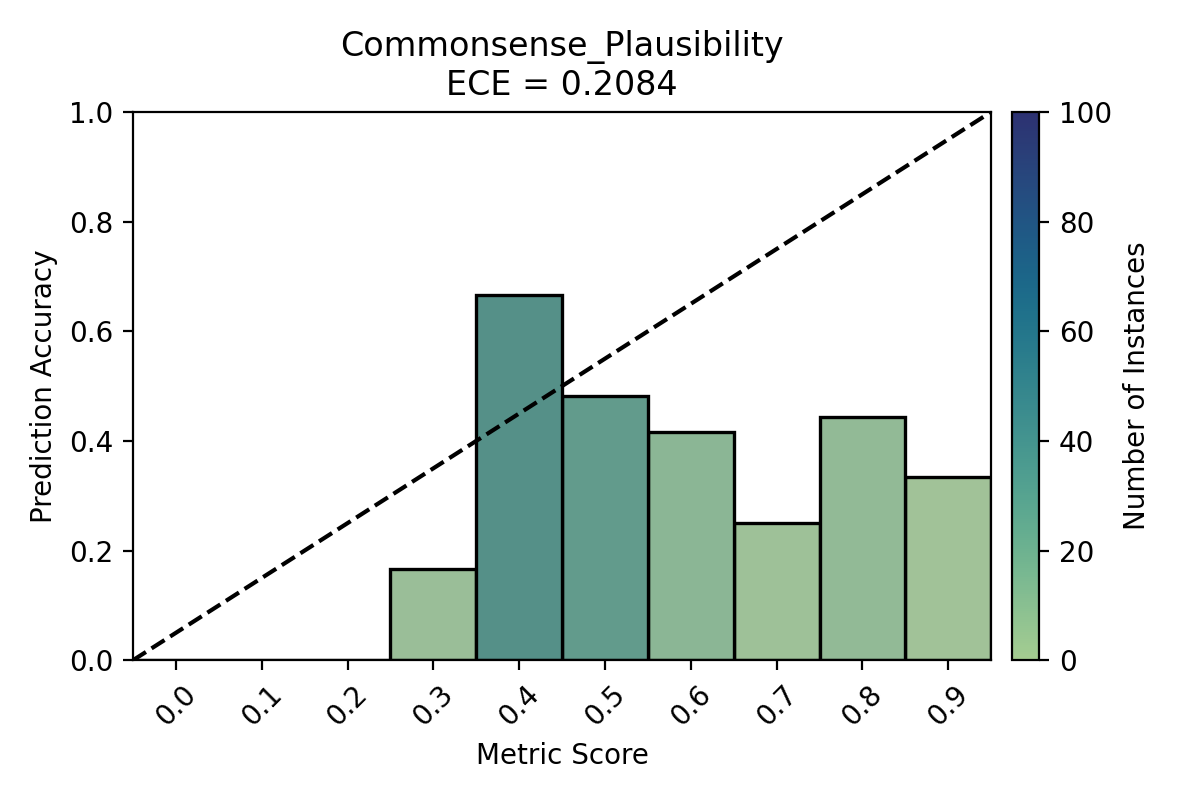 Commonsense_Plausibility
ECE = 0.2084
1.0
0.8
0.6
0.4
0.2
0.0
Prediction Accuracy
0.0 0.1 0.2 0.3 0.4 0.5 0.6 0.7 0.8 0.9
Metric Score
100
80
60
40
20
0
Number of Instances